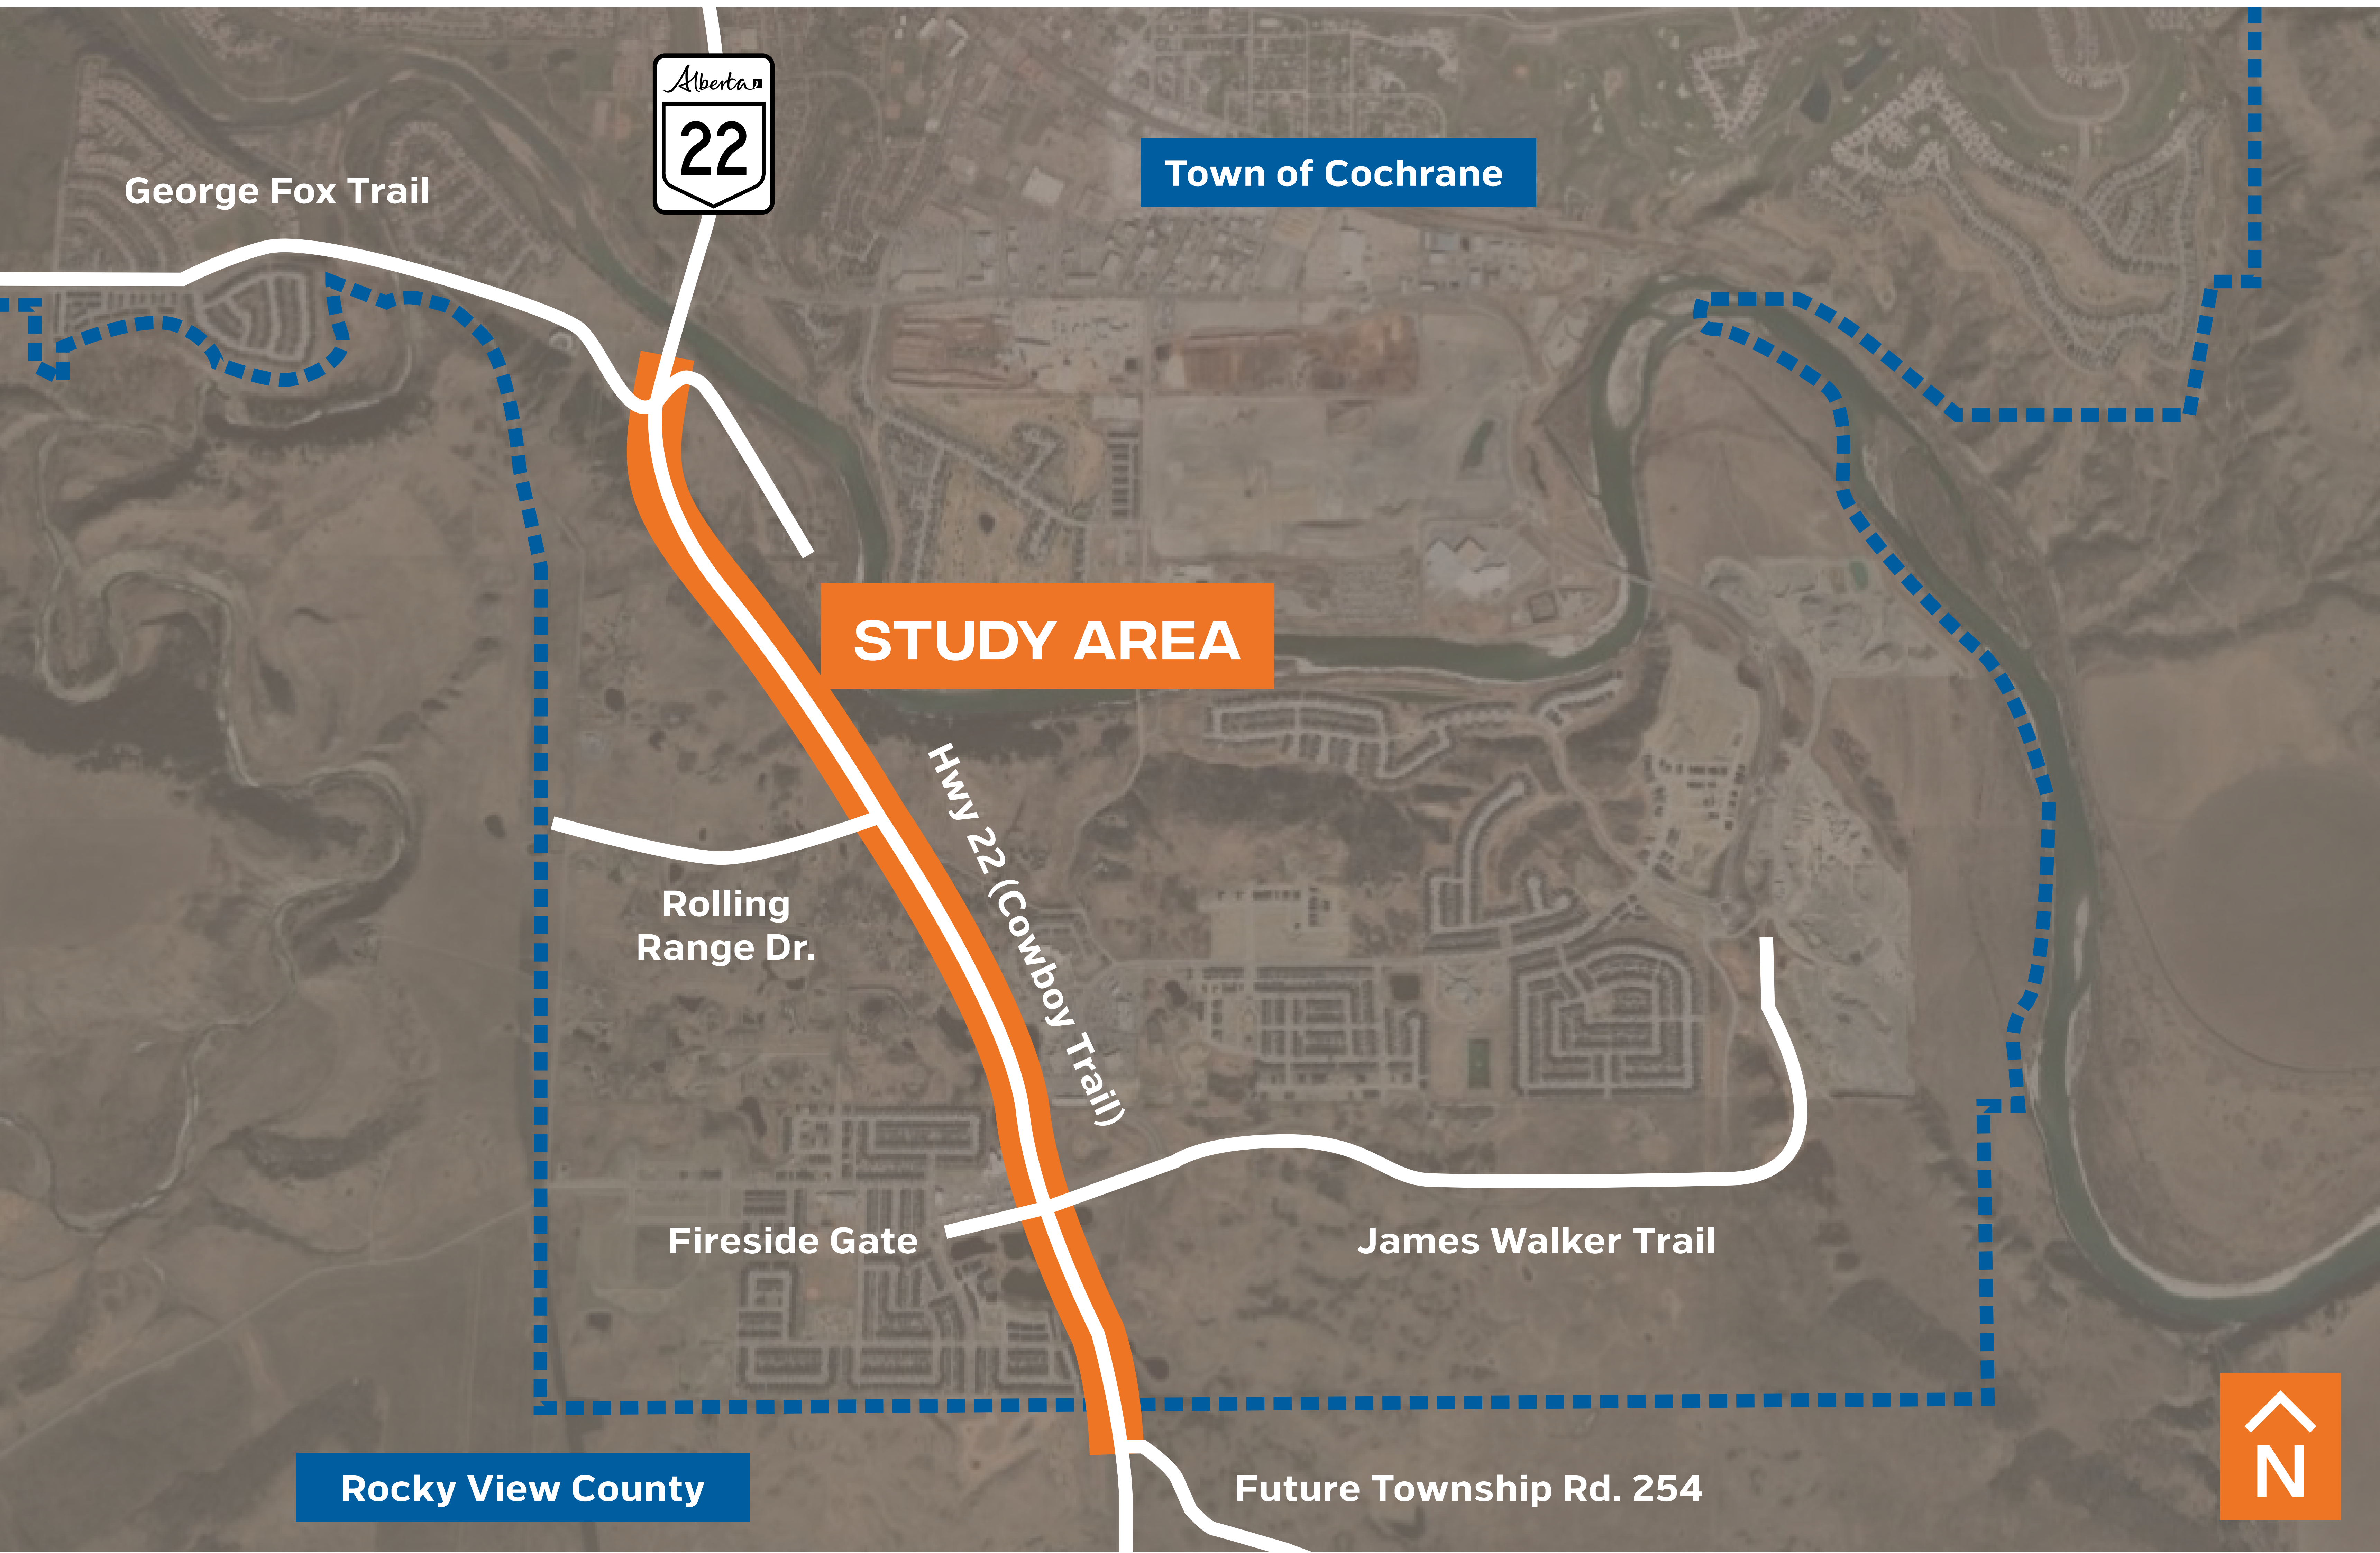 Alberta
22
Town of Cochrane
George Fox Trail
STUDY AREA
Hwy 22 (Cowboy Trail)
Rolling
Range Dr.
Fireside Gate
James Walker Trail
Rocky View County
Future Township Rd. 254
N